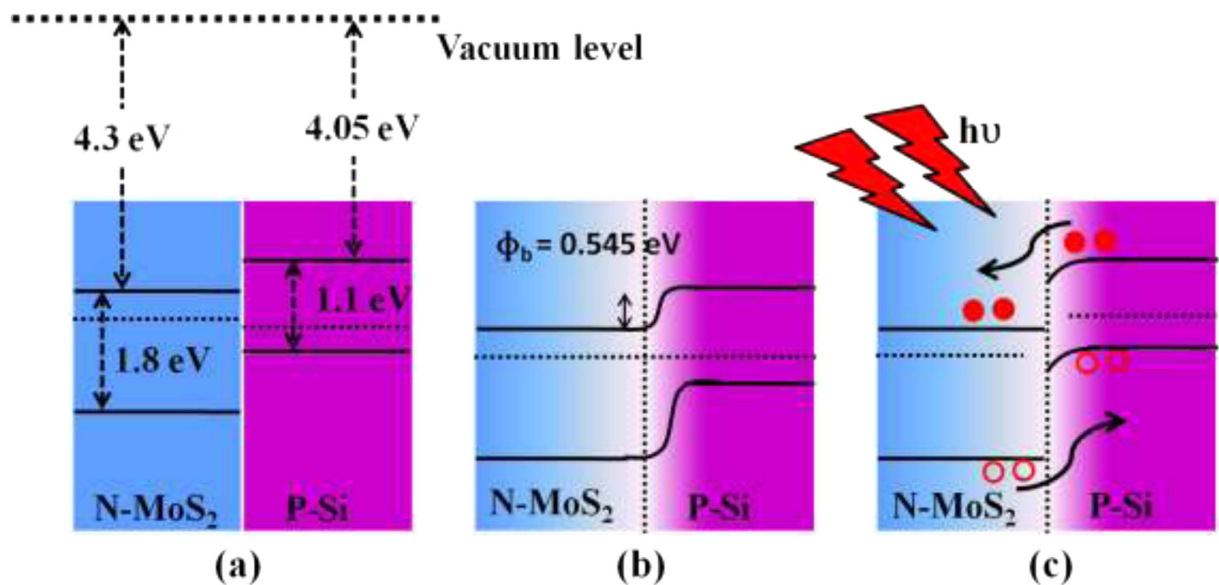 Vacuum level
4.3 eV
4.05 eV
hυ
ϕb = 0.545 eV
1.1 eV
1.8 eV
N-MoS2
P-Si
N-MoS2
P-Si
N-MoS2
P-Si
(a)
(b)
(c)